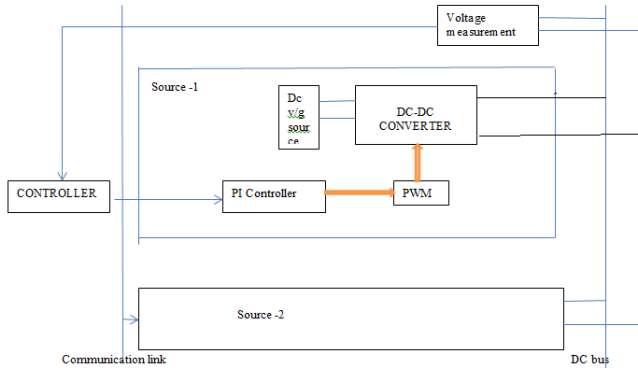 Voltage
measurement
Source -1
Dc
v/g
sour
ce
DC-DC
CONVERTER
CONTROLLER
PI Controller
PWM
Source -2
Communication link
DC bus